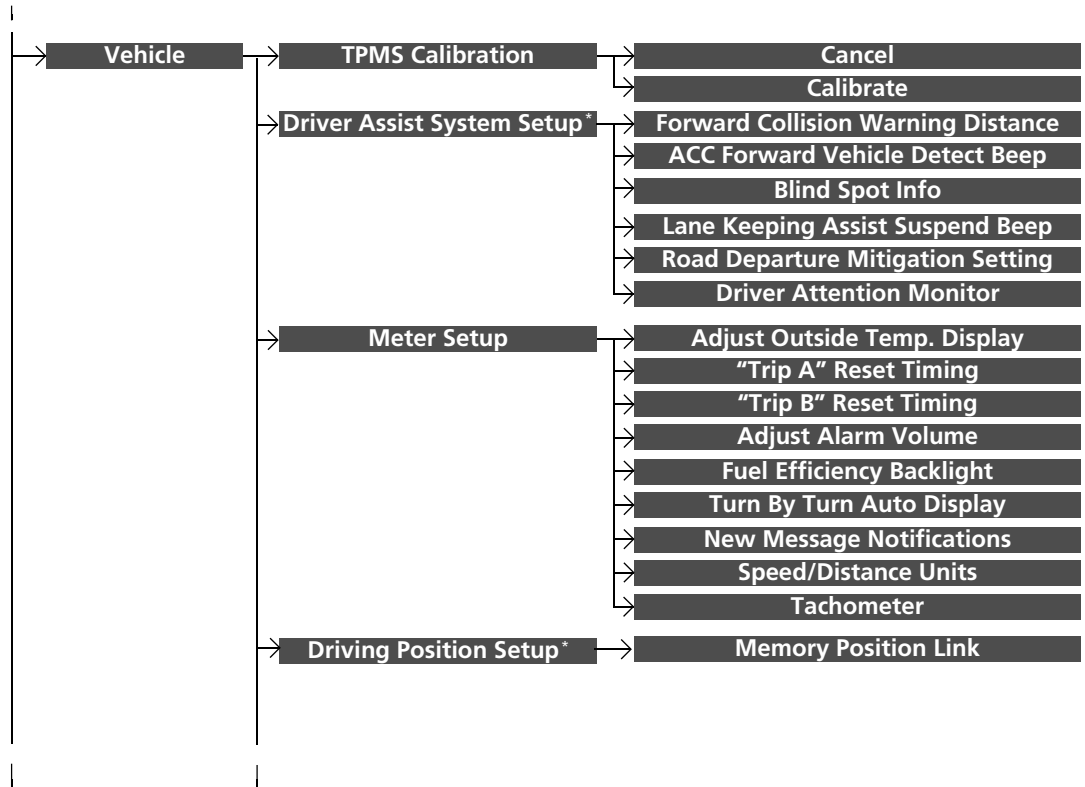 Vehicle
TPMS Calibration
Cancel
Calibrate
Driver Assist System Setup*
Forward Collision Warning Distance
ACC Forward Vehicle Detect Beep
Blind Spot Info
Lane Keeping Assist Suspend Beep
Road Departure Mitigation Setting
Driver Attention Monitor
Meter Setup
Adjust Outside Temp. Display
“Trip A” Reset Timing
“Trip B” Reset Timing
Adjust Alarm Volume
Fuel Efficiency Backlight
Turn By Turn Auto Display
New Message Notifications
Speed/Distance Units
Tachometer
Driving Position Setup*
Memory Position Link